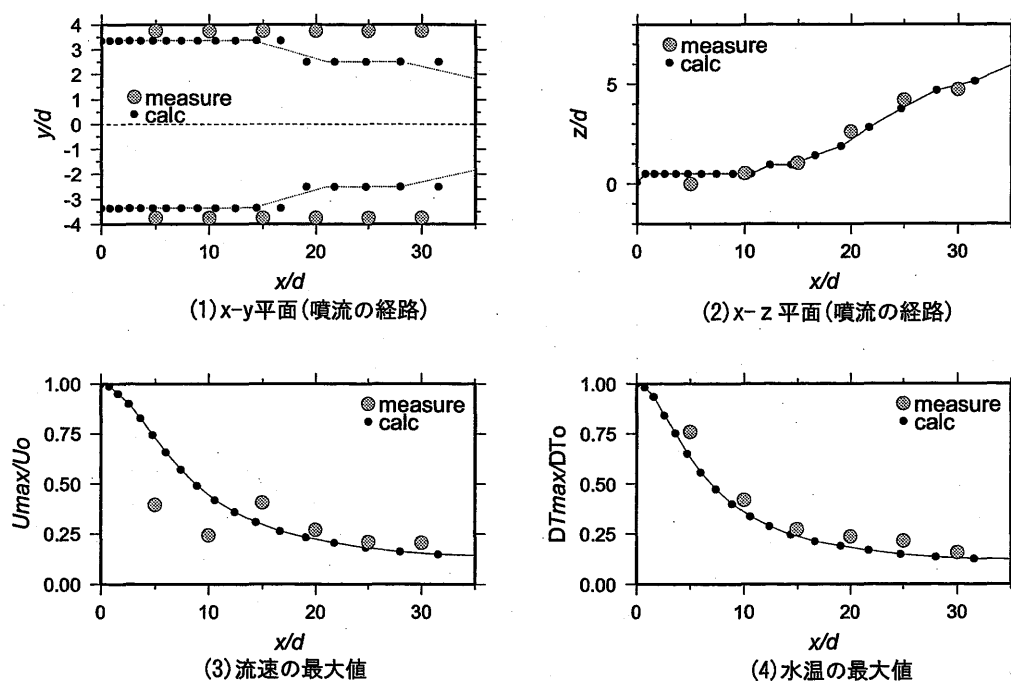 4
3
2
1
0
-1
-2
-3
-4
y/d
measure
calc
0 10 20 30
x/d
(1)x-y平面(噴流の経路)
5
0
z/d
measure
calc
0 10 20 30
x/d
(2)x-z 平面(噴流の経路)
1.00
0.75
0.50
0.25
0.00
Umax/Uo
measure
calc
0 10 20 30
x/d
(3)流速の最大値
1.00
0.75
0.50
0.25
0.00
DTmax/DTo
measure
calc
0 10 20 30
x/d
(4)水温の最大値